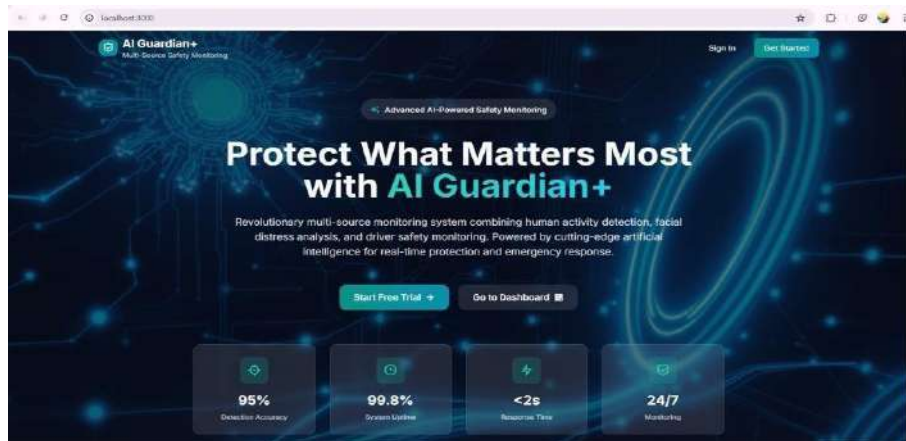 localhost:3000
AI Guardian+
Multi-Source Safety Monitoring
Sign In
Get Started
Advanced AI-Powered Safety Monitoring
Protect What Matters Most
with AI Guardian+
Revolutionary multi-source monitoring system combining human activity detection, facial
distress analysis, and driver safety monitoring. Powered by cutting-edge artificial
intelligence for real-time protection and emergency response.
Start Free Trial →
Go to Dashboard
95%
Detection Accuracy
99.8%
System Uptime
<2s
Response Time
24/7
Monitoring